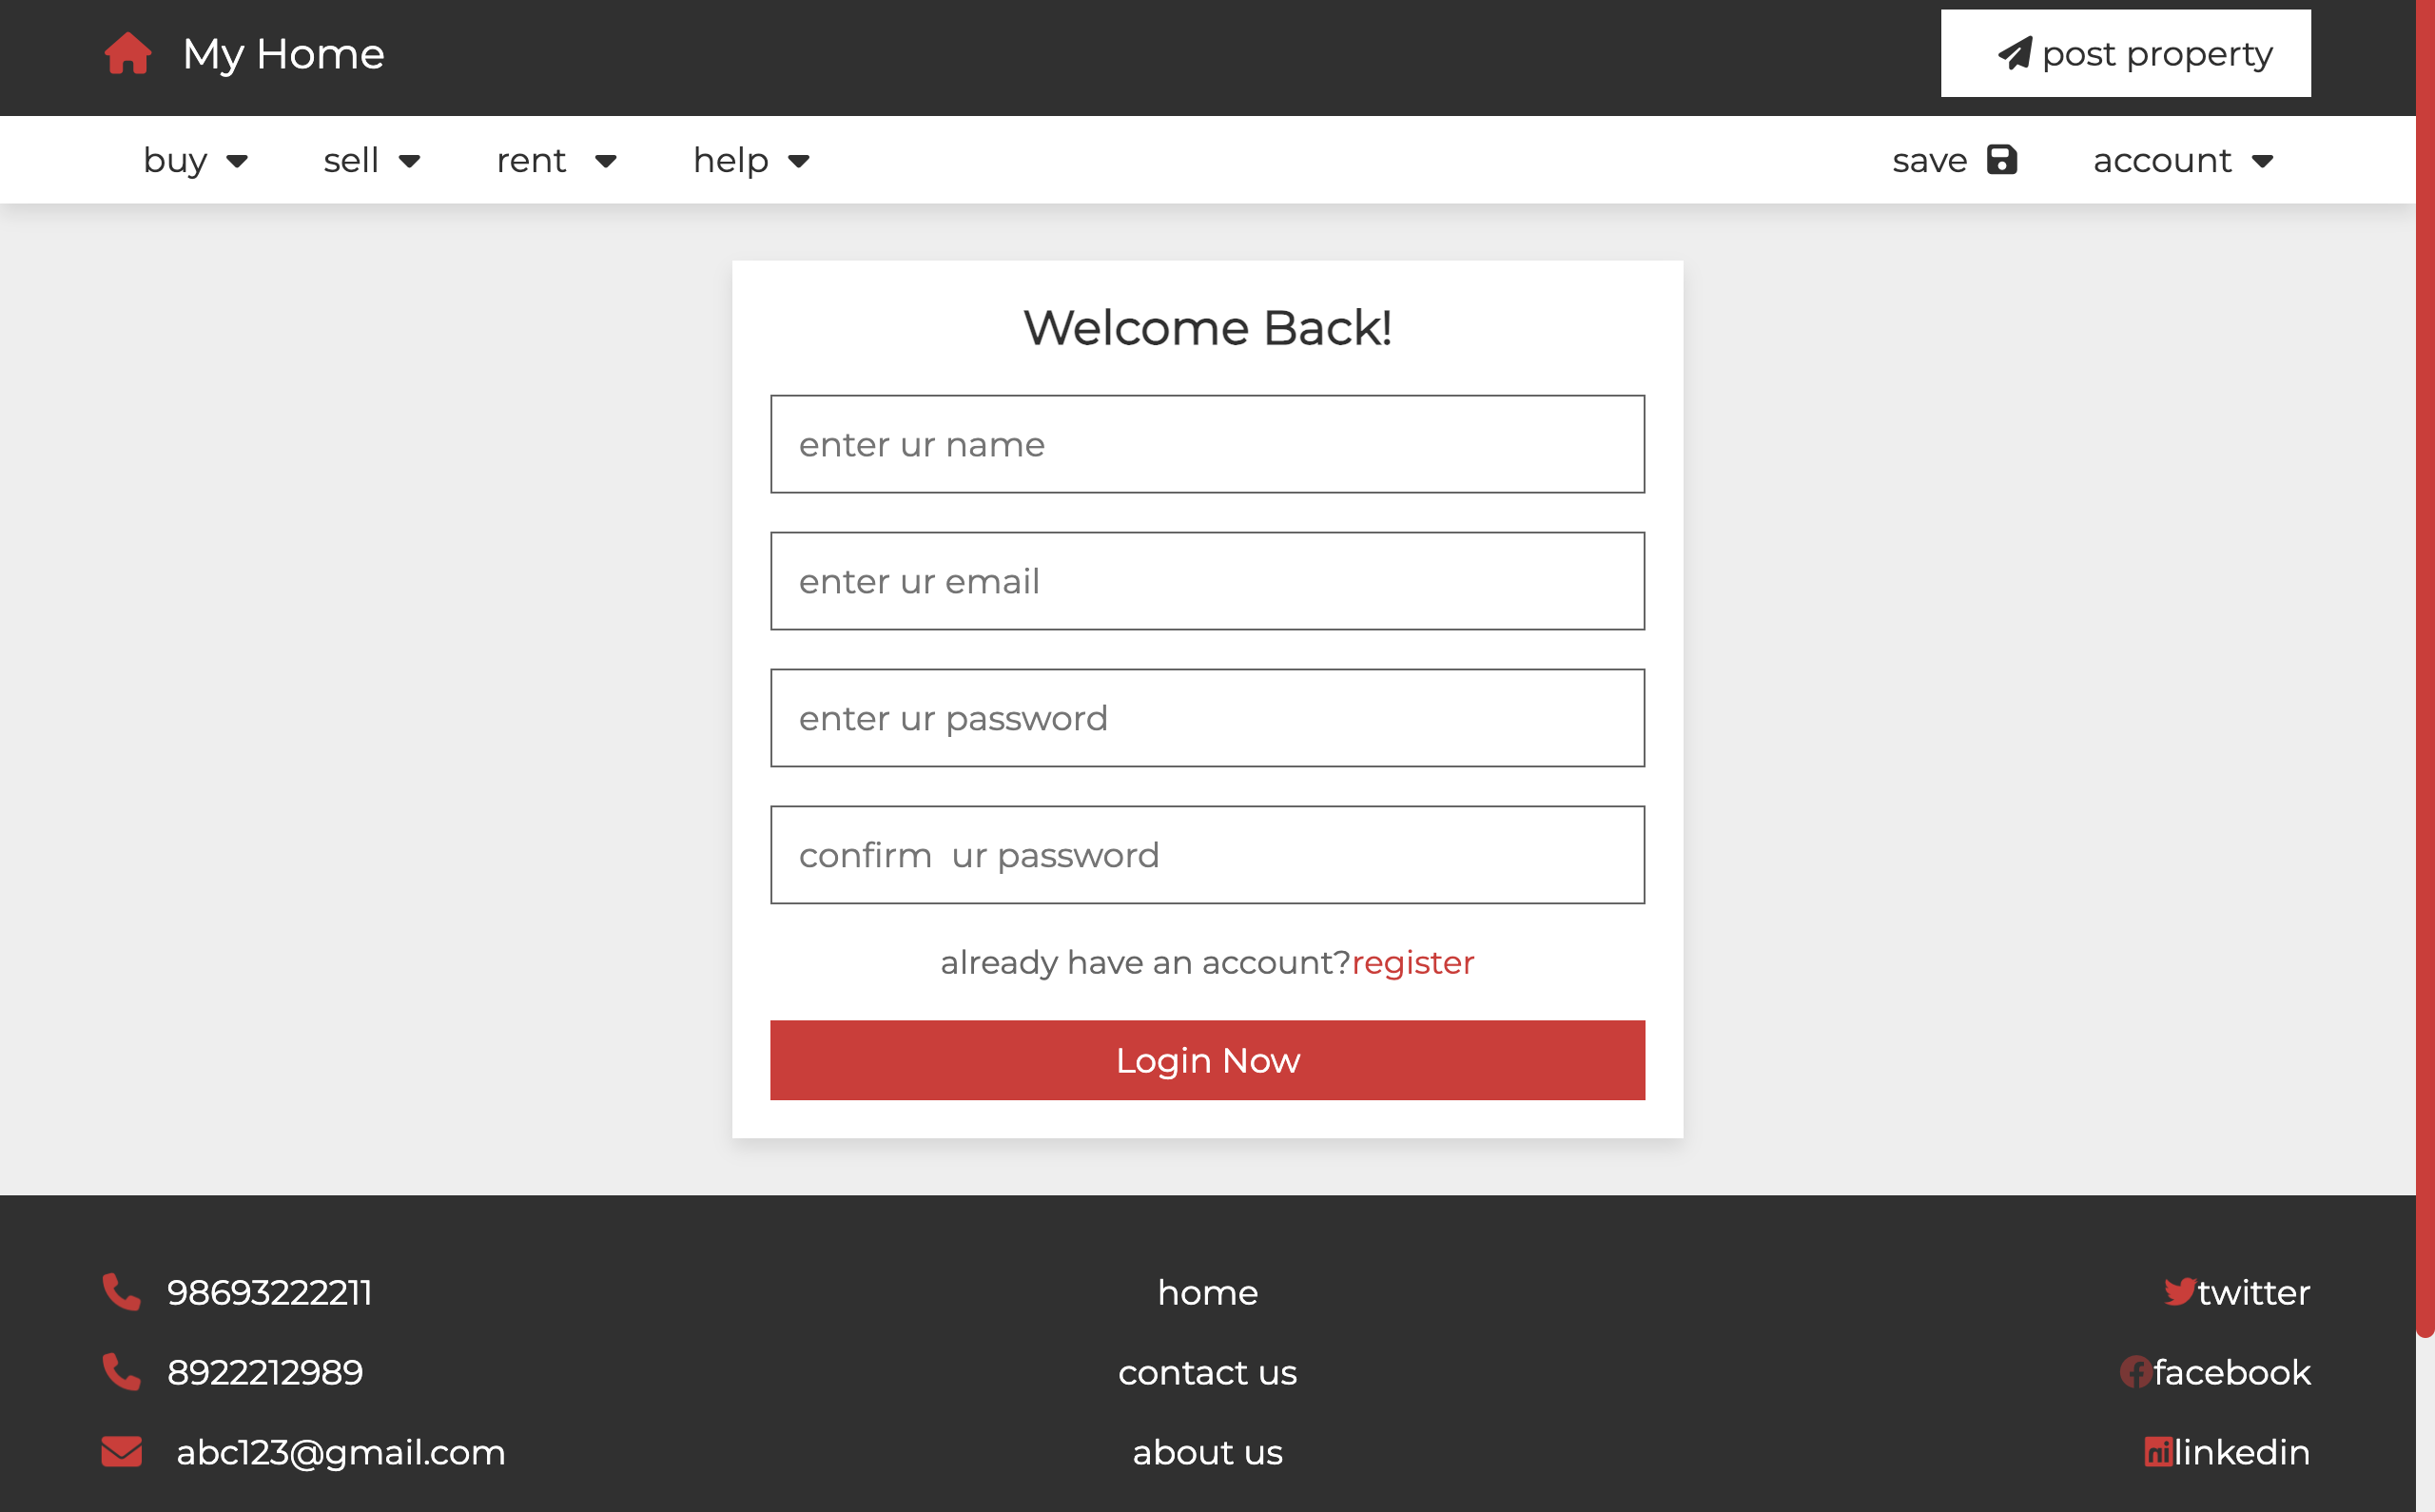 My Home
post property
buy sell rent help save account
Welcome Back!
enter ur name
enter ur email
enter ur password
confirm  ur password
already have an account?register
Login Now
98693222211
8922212989
abc123@gmail.com
home
contact us
about us
twitter
facebook
linkedin